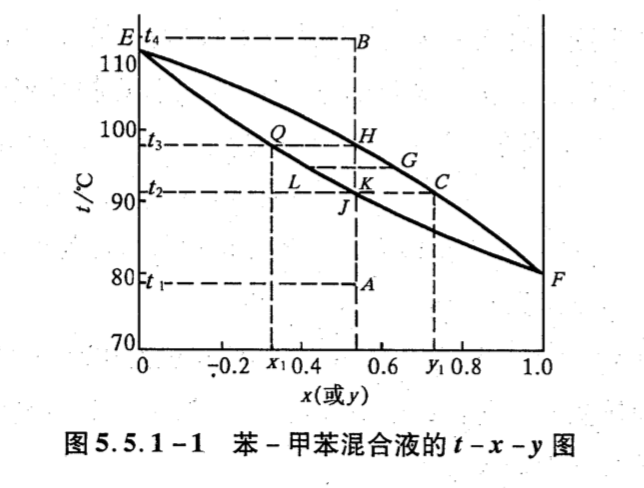 E t₄ B
110
100 Q H
t₃
G
t/℃
L K C
t₂
90 J
80 t₁ A F
70
0 0.2 x₁ 0.4 0.6 y₁ 0.8 1.0
x(或y)
图5.5.1-1 苯-甲苯混合液的t-x-y图